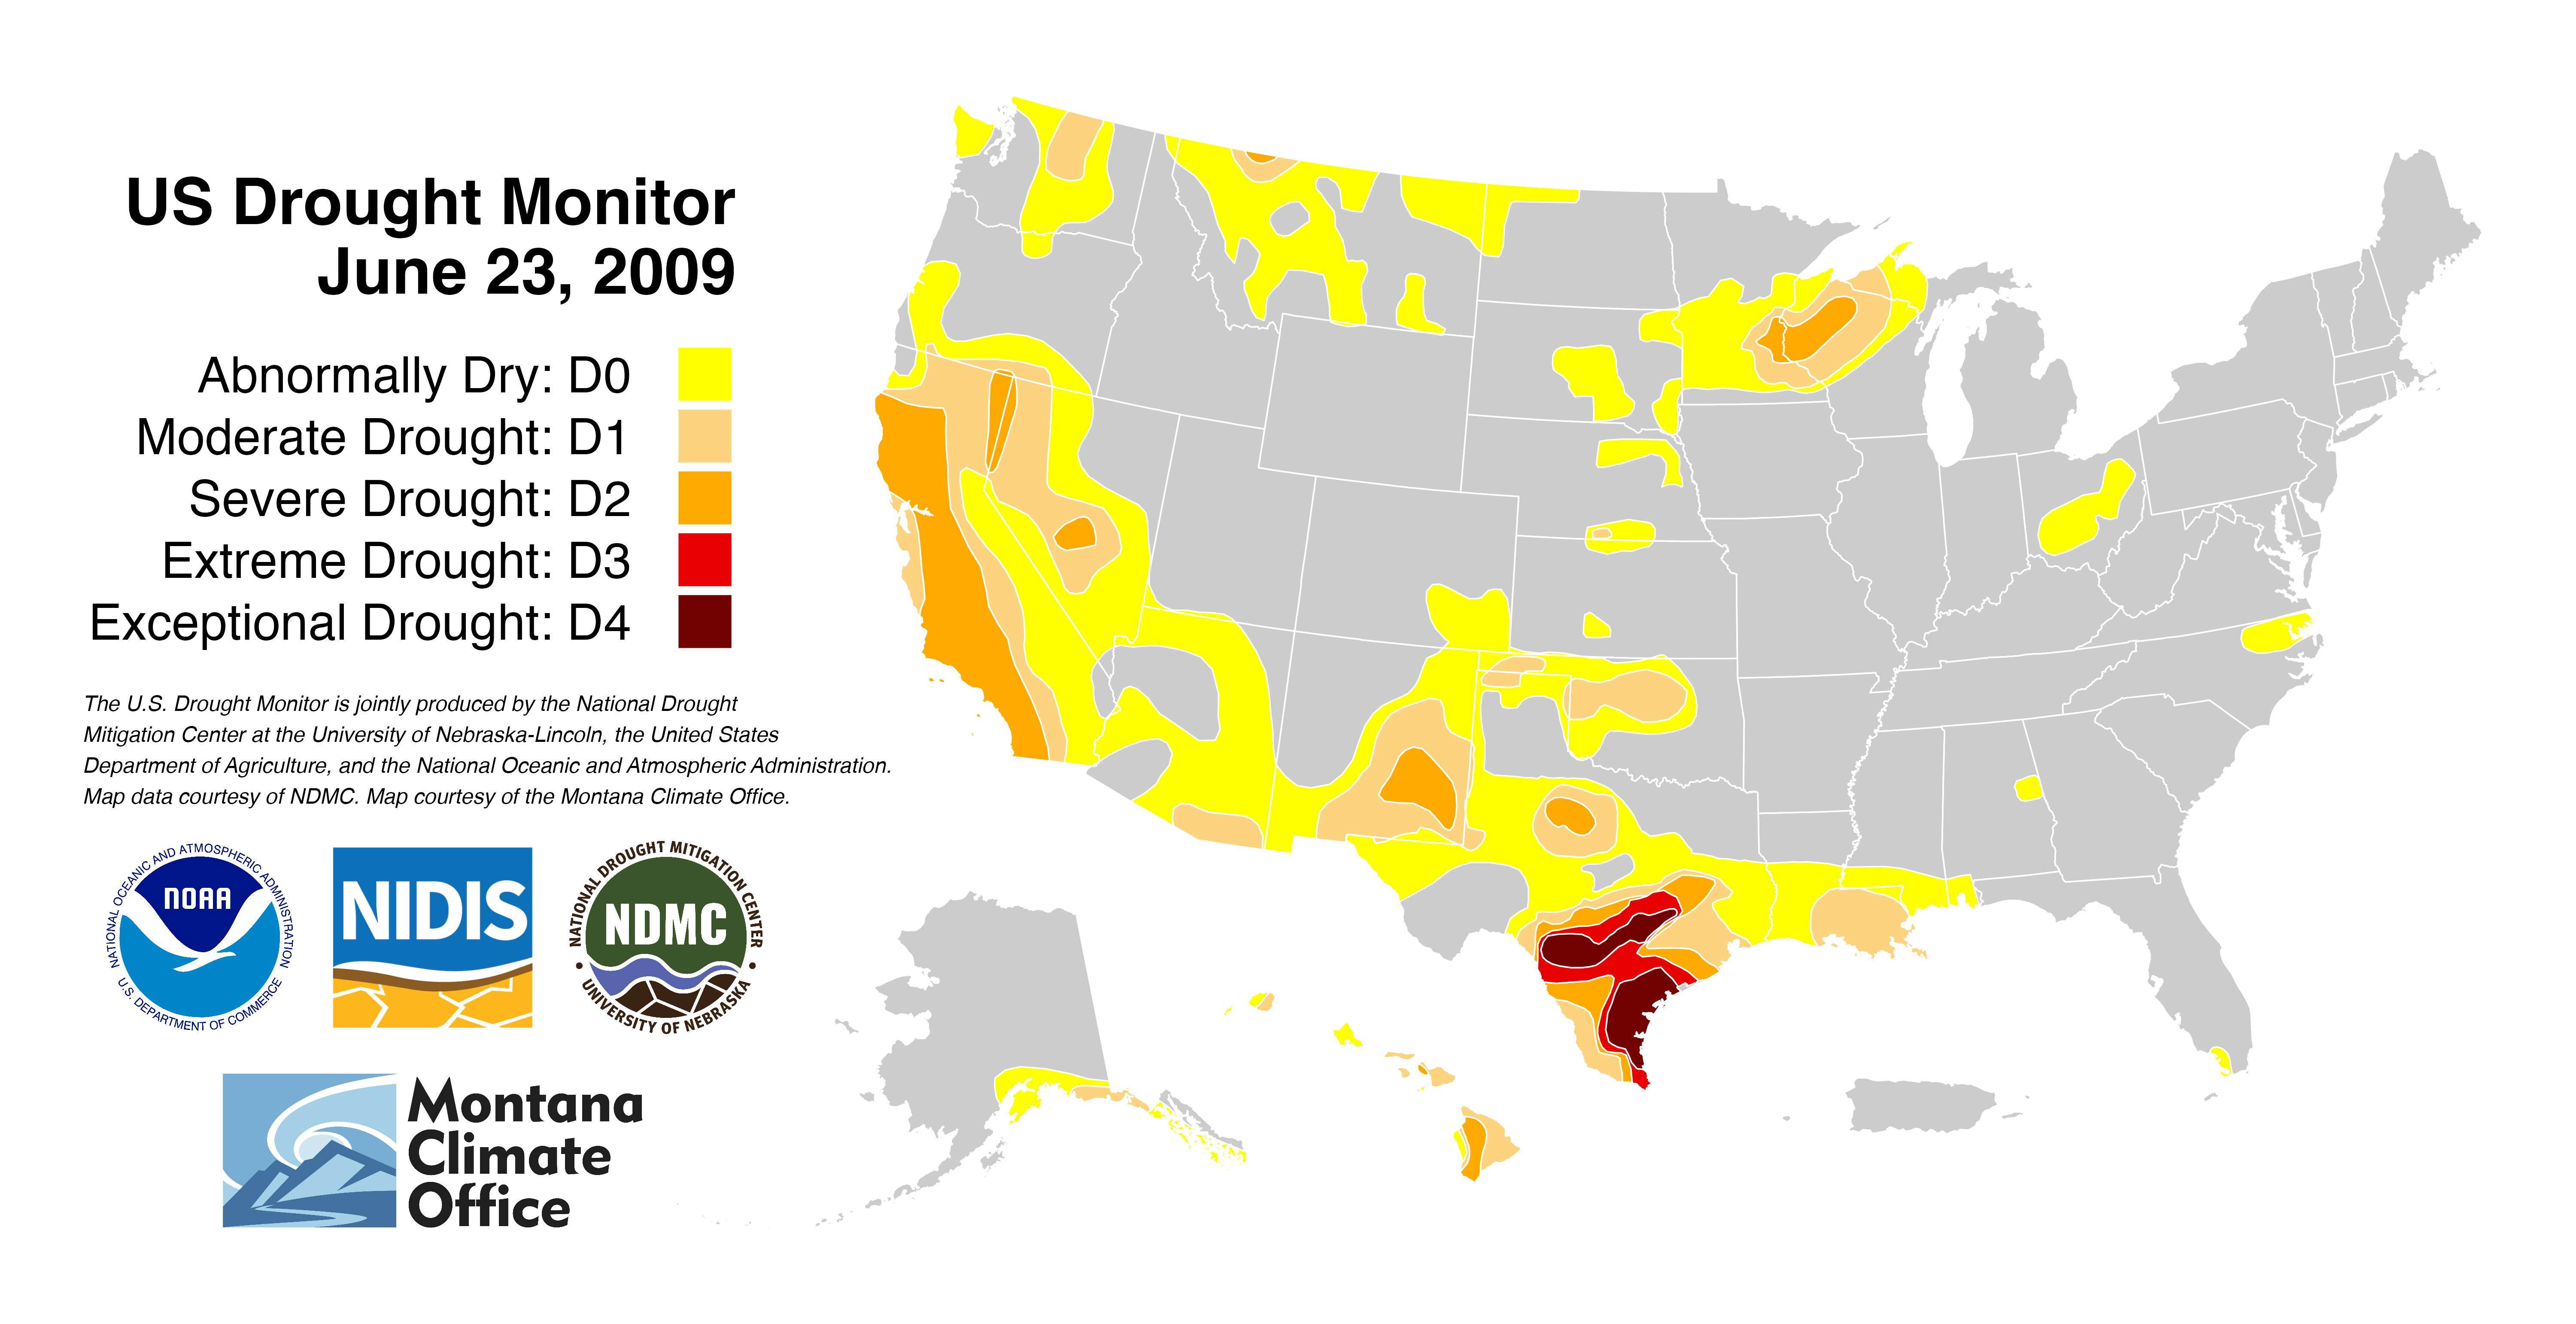 US Drought Monitor
June 23, 2009
Abnormally Dry: D0
Moderate Drought: D1
Severe Drought: D2
Extreme Drought: D3
Exceptional Drought: D4
The U.S. Drought Monitor is jointly produced by the National Drought
Mitigation Center at the University of Nebraska-Lincoln, the United States
Department of Agriculture, and the National Oceanic and Atmospheric Administration.
Map data courtesy of NDMC. Map courtesy of the Montana Climate Office.
NATIONAL OCEANIC AND ATMOSPHERIC ADMINISTRATION
NOAA
U.S. DEPARTMENT OF COMMERCE
NIDIS
NATIONAL DROUGHT MITIGATION CENTER
NDMC
UNIVERSITY OF NEBRASKA
Montana
Climate
Office